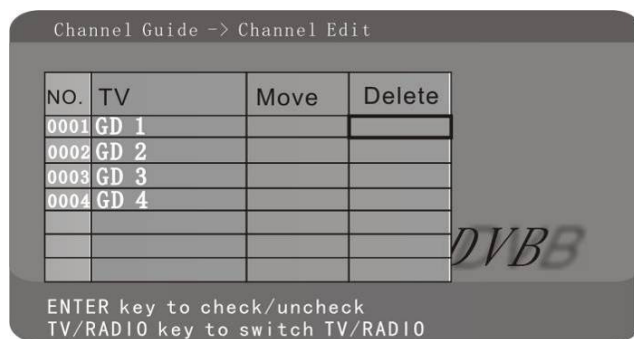 Channel Guide -> Channel Edit
NO. TV Move Delete
0001 GD 1
0002 GD 2
0003 GD 3
0004 GD 4
DVB
ENTER key to check/uncheck
TV/RADIO key to switch TV/RADIO